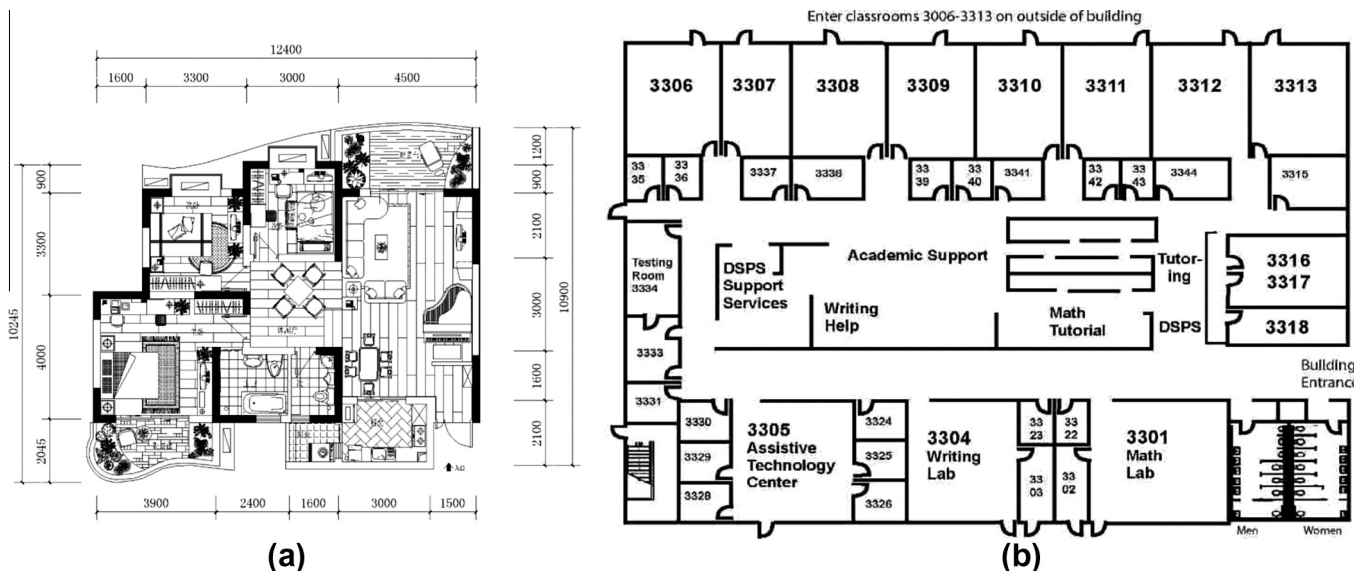 12400
1600
3300
3000
4500
900
3300
4000
2045
10245
1200
900
2100
3000
1600
2100
10900
3900
2400
1600
3000
1500
(a)
Enter classrooms 3006-3313 on outside of building
3306
3307
3308
3309
3310
3311
3312
3313
33
35
33
36
3337
3338
33
39
33
40
3341
33
42
33
43
3344
3315
Testing
Room
3334
DSPS
Support
Services
Academic Support
Writing
Help
Math
Tutorial
Tutor-
ing
DSPS
3316
3317
3318
3333
3331
Building
Entrance
3330
3329
3328
3305
Assistive
Technology
Center
3324
3325
3326
3304
Writing
Lab
33
23
33
22
33
03
33
02
3301
Math
Lab
Men
Women
(b)